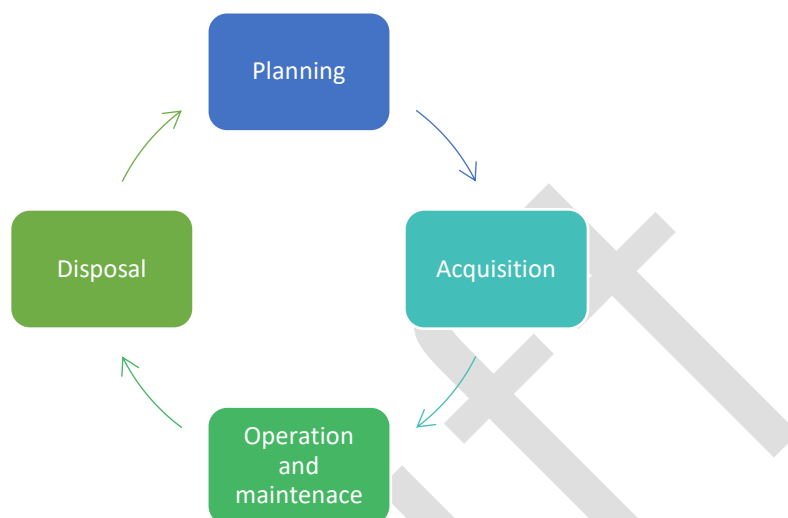 Planning
Acquisition
Operation
and
maintenace
Disposal